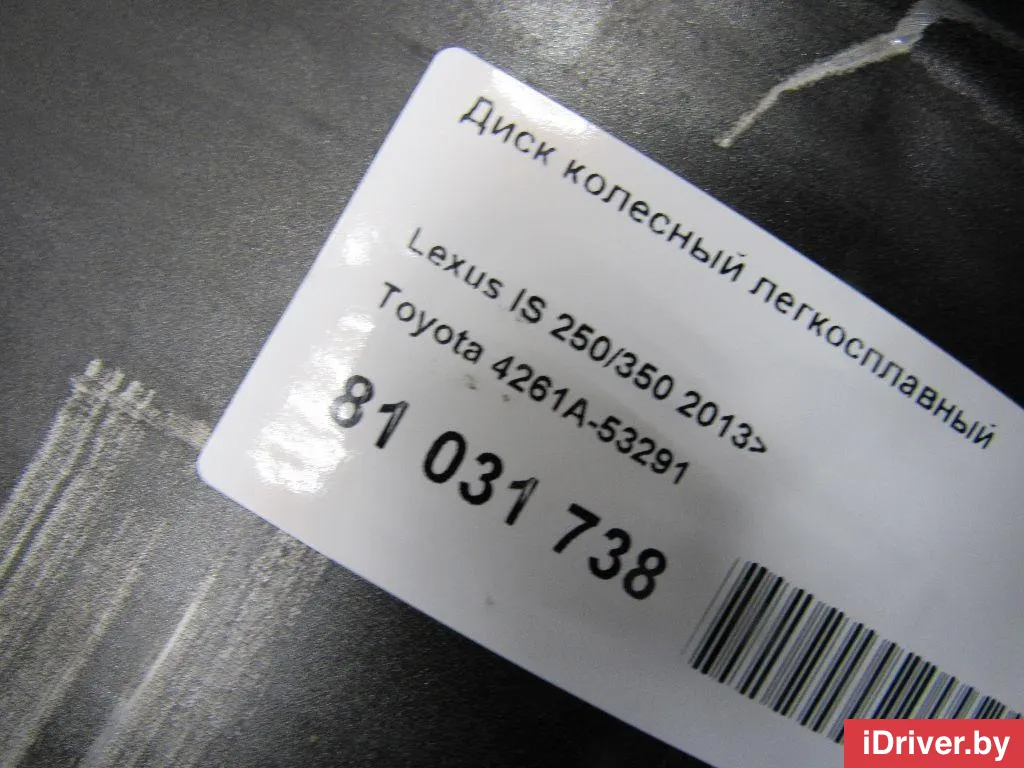 Диск колесный легкосплавный
Lexus IS 250/350 2013>
Toyota 4261A-53291
81 031 738
iDriver.by